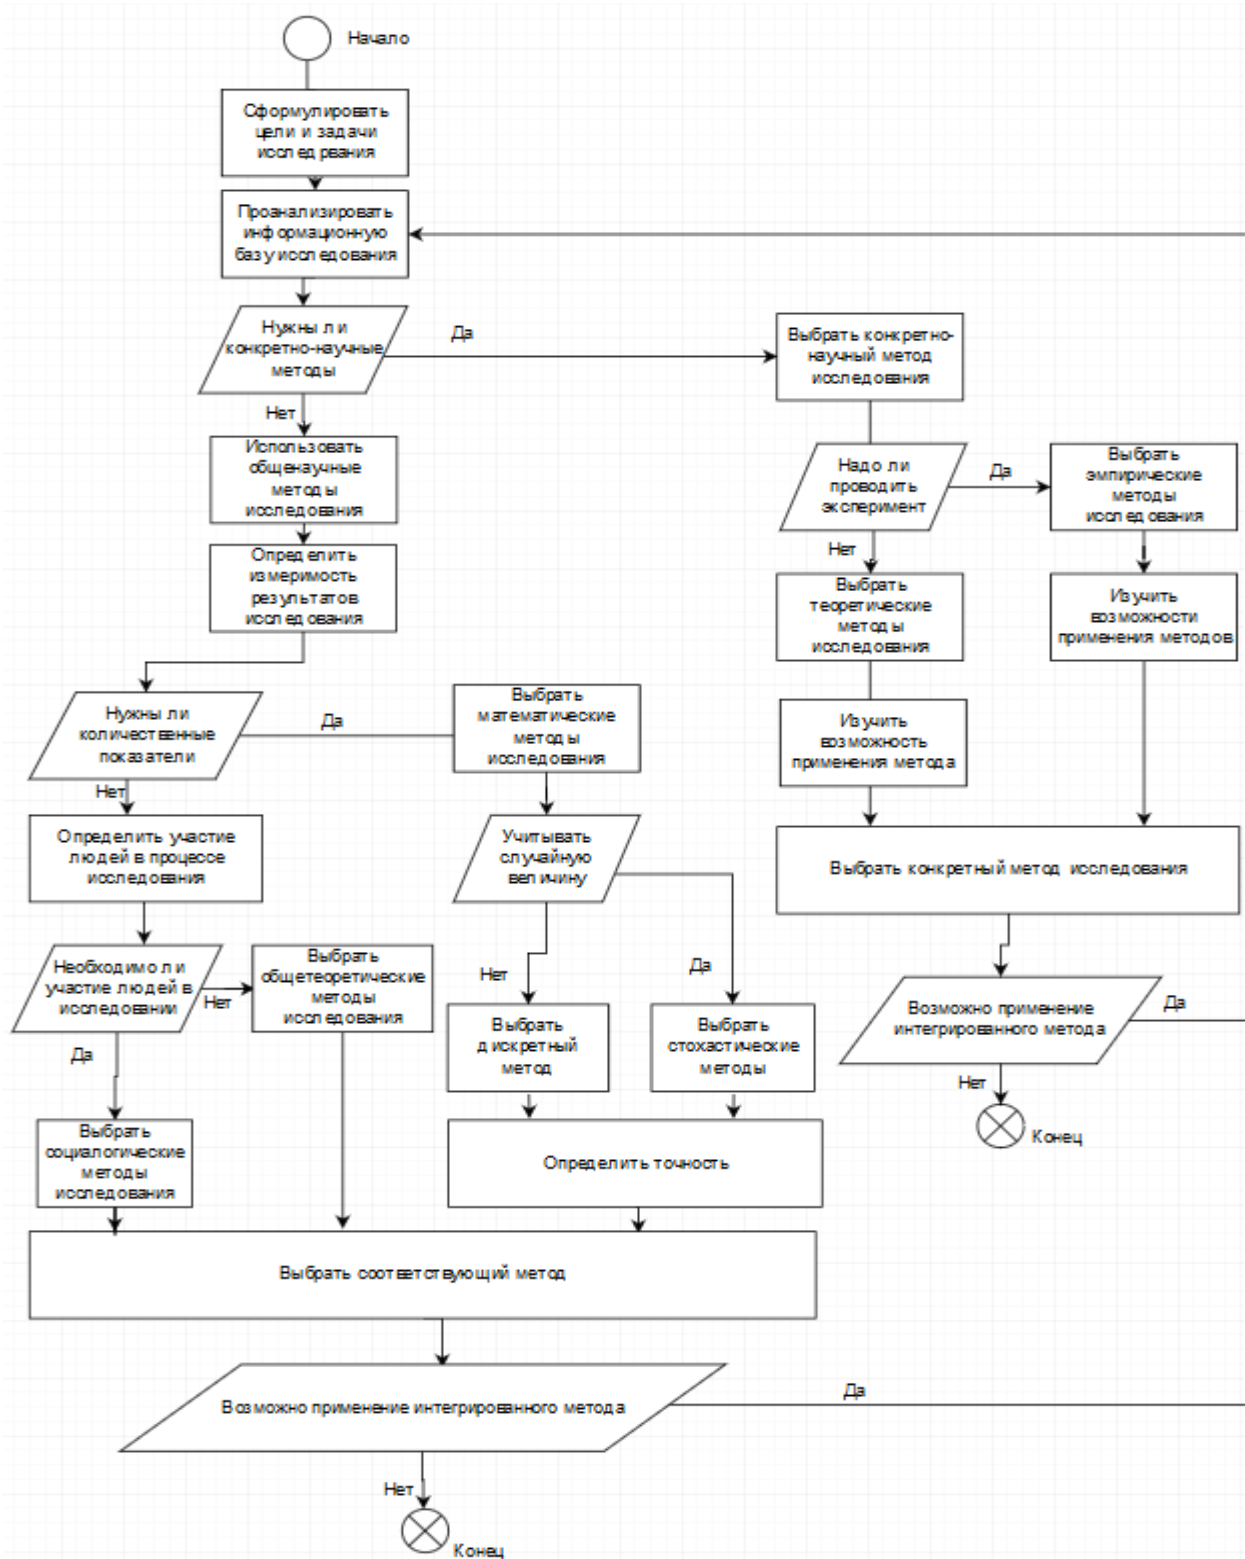 Начало
Сформулировать
цели и задачи
исследрвания
Проанализировать
информационную
базу исследования
Нужны ли
конкретно-научные
методы
Да
Выбрать конкретно-
научный метод
исследования
Нет
Использовать
общенаучные
методы
исследования
Надо ли
проводить
эксперимент
Да
Выбрать
эмпирические
методы
исследования
Нет
Определить
измеримость
результатов
исследования
Выбрать
теоретические
методы
исследования
Изучить
возможности
применения методов
Нужны ли
количественные
показатели
Да
Выбрать
математические
методы
исследования
Изучить
возможность
применения метода
Нет
Определить участие
людей в процессе
исследования
Учитывать
случайную
величину
Выбрать конкретный метод исследования
Необходимо ли
участие людей в
исследовании
Нет
Выбрать
общетеоретические
методы
исследования
Нет
Да
Возможно применение
интегрированного метода
Да
Выбрать
дискретный
метод
Выбрать
стохастические
методы
Да
Нет
Конец
Выбрать
социалогические
методы
исследования
Определить точность
Выбрать соответствующий метод
Возможно применение интегрированного метода
Да
Нет
Конец